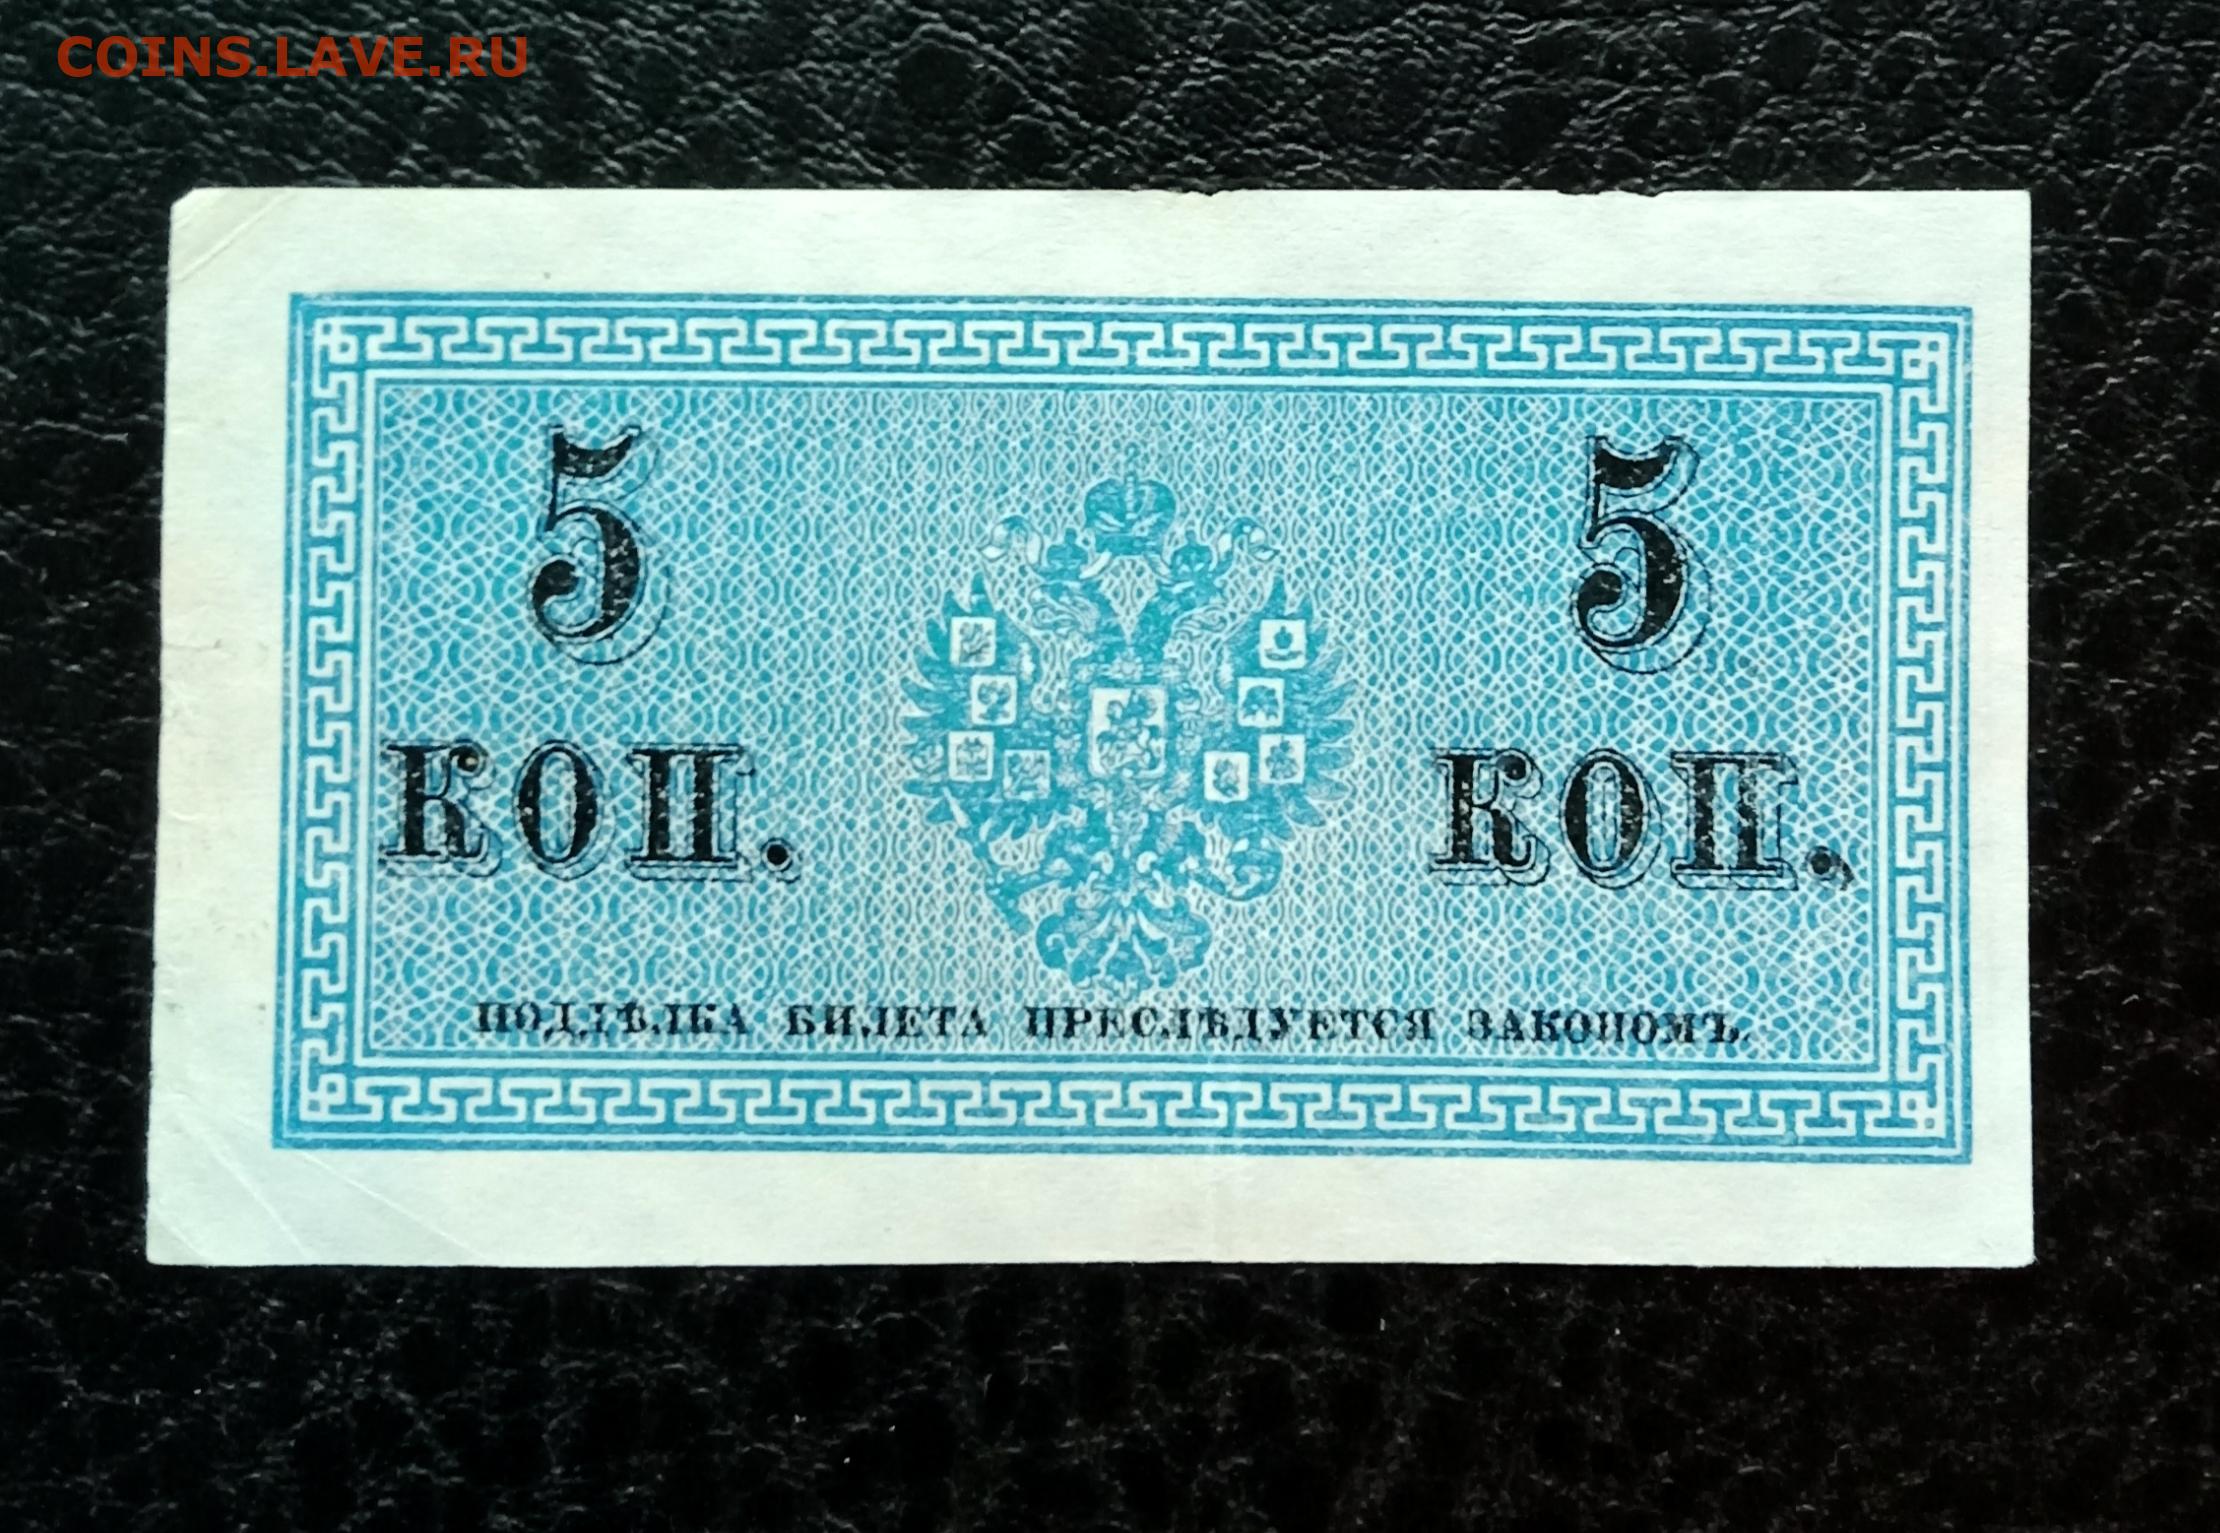 COINS.LAVE.RU
5 5
КОП. КОП.
ПОДДѢЛКА БИЛЕТА ПРЕСЛѢДУЕТСЯ ЗАКОНОМЪ.